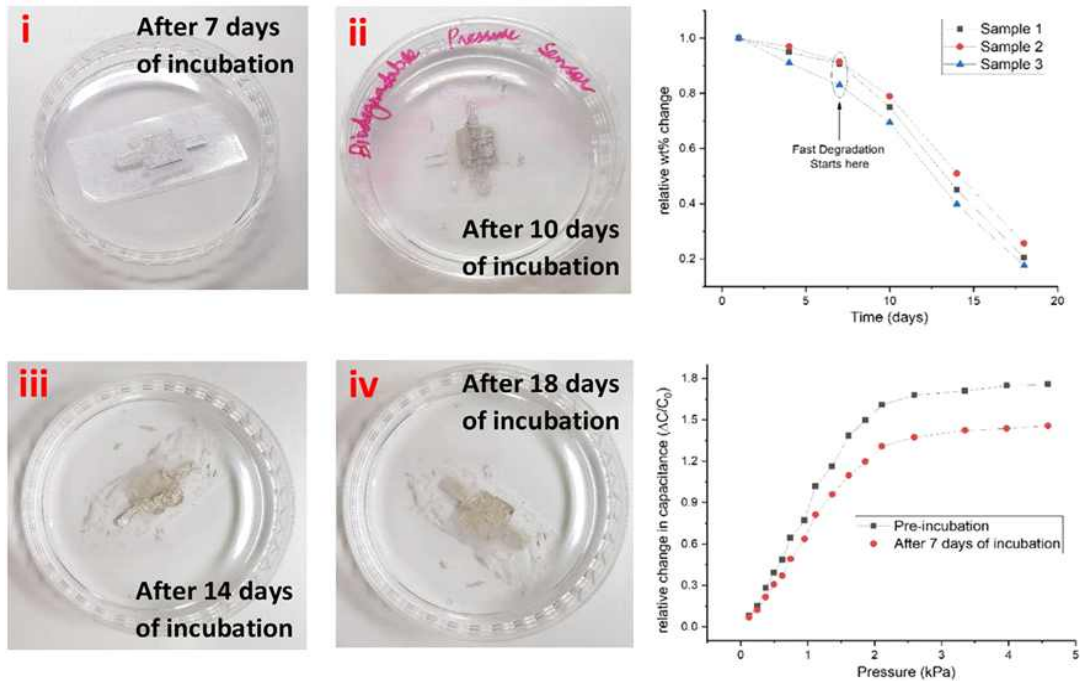 i
After 7 days
of incubation
ii
Biodegradable Pressure Sensor
After 10 days
of incubation
1.0
0.8
0.6
0.4
0.2
relative wt% change
0
5
10
15
20
Time (days)
Sample 1
Sample 2
Sample 3
Fast Degradation
Starts here
iii
After 14 days
of incubation
iv
After 18 days
of incubation
1.8
1.5
1.2
0.9
0.6
0.3
0.0
relative change in capacitance (ΔC/C₀)
0
1
2
3
4
5
Pressure (kPa)
Pre-incubation
After 7 days of incubation